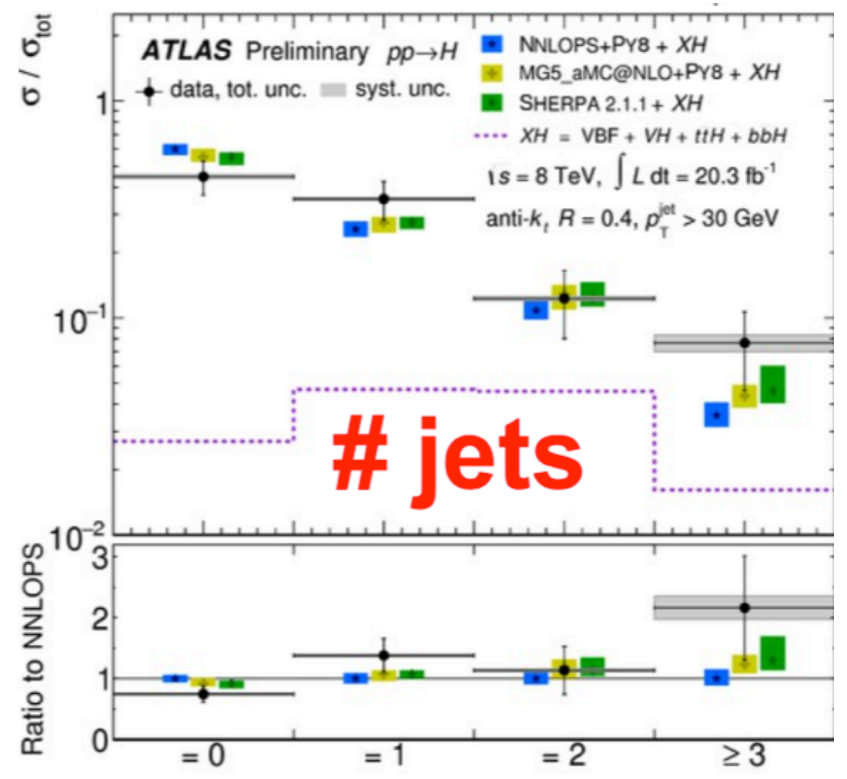 σ / σtot
ATLAS Preliminary pp→H
data, tot. unc. syst. unc.
NNLOPS+PY8 + XH
MG5_aMC@NLO+PY8 + XH
SHERPA 2.1.1 + XH
XH = VBF + VH + ttH + bbH
√s = 8 TeV, ∫ L dt = 20.3 fb⁻¹
anti-kₜ R = 0.4, p_T^jet > 30 GeV
1
10⁻¹
10⁻²
# jets
Ratio to NNLOPS
3
2
1
0
= 0 = 1 = 2 ≥ 3